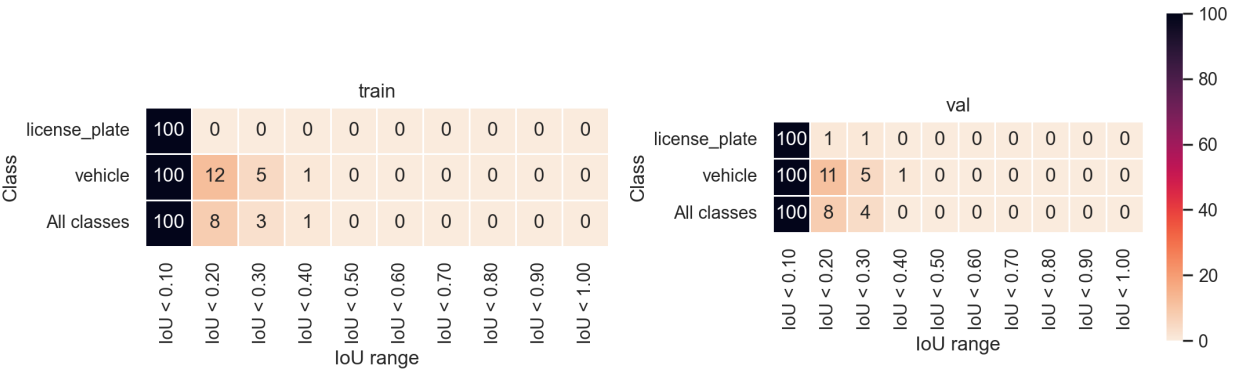 train
Class
license_plate 100 0 0 0 0 0 0 0 0 0
vehicle 100 12 5 1 0 0 0 0 0 0
All classes 100 8 3 1 0 0 0 0 0 0
IoU < 0.10 IoU < 0.20 IoU < 0.30 IoU < 0.40 IoU < 0.50 IoU < 0.60 IoU < 0.70 IoU < 0.80 IoU < 0.90 IoU < 1.00
IoU range
val
Class
license_plate 100 1 1 0 0 0 0 0 0 0
vehicle 100 11 5 1 0 0 0 0 0 0
All classes 100 8 4 0 0 0 0 0 0 0
IoU < 0.10 IoU < 0.20 IoU < 0.30 IoU < 0.40 IoU < 0.50 IoU < 0.60 IoU < 0.70 IoU < 0.80 IoU < 0.90 IoU < 1.00
IoU range
100
80
60
40
20
0